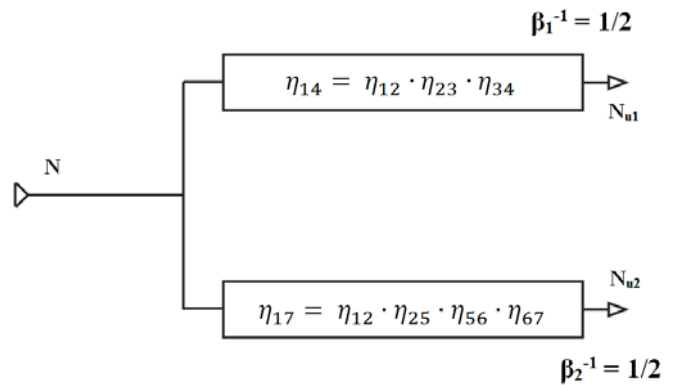 β₁⁻¹ = 1/2
η₁₄ = η₁₂ · η₂₃ · η₃₄
Nᵤ₁
N
Nᵤ₂
η₁₇ = η₁₂ · η₂₅ · η₅₆ · η₆₇
β₂⁻¹ = 1/2